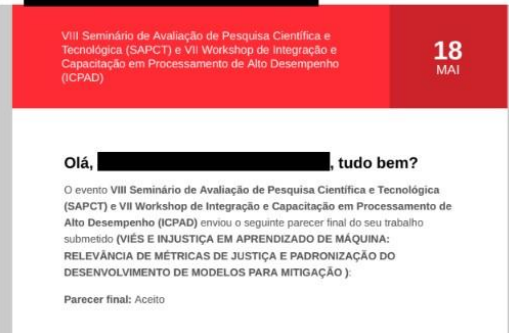 VIII Seminário de Avaliação de Pesquisa Científica e
Tecnológica (SAPCT) e VII Workshop de Integração e
Capacitação em Processamento de Alto Desempenho
(ICPAD)
18
MAI
Olá, , tudo bem?
O evento VIII Seminário de Avaliação de Pesquisa Científica e Tecnológica
(SAPCT) e VII Workshop de Integração e Capacitação em Processamento de
Alto Desempenho (ICPAD) enviou o seguinte parecer final do seu trabalho
submetido (VIÉS E INJUSTIÇA EM APRENDIZADO DE MÁQUINA:
RELEVÂNCIA DE MÉTRICAS DE JUSTIÇA E PADRONIZAÇÃO DO
DESENVOLVIMENTO DE MODELOS PARA MITIGAÇÃO ):
Parecer final: Aceito